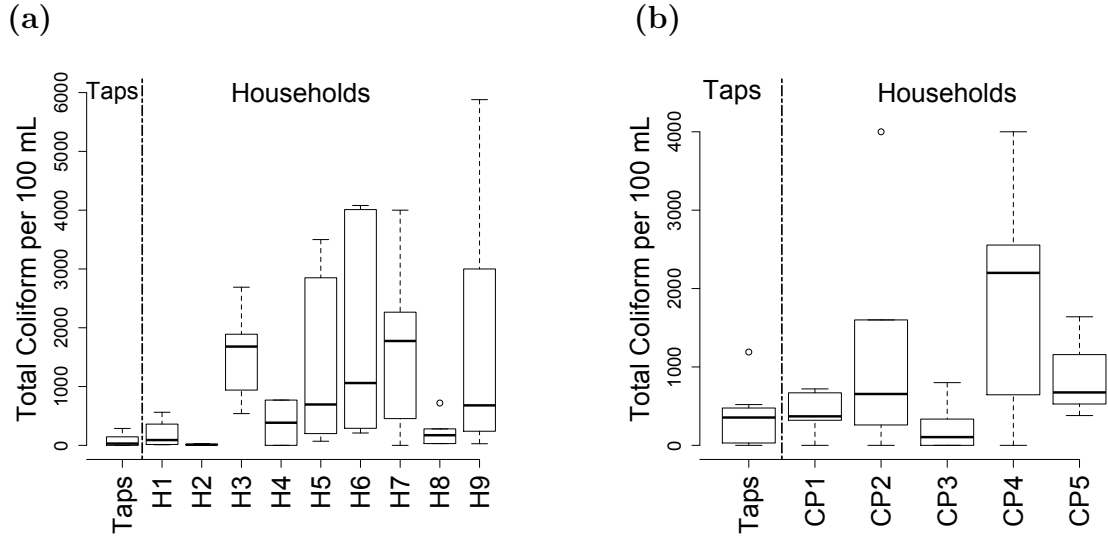 (a)
Taps
Households
Total Coliform per 100 mL
0
1000
2000
3000
4000
5000
6000
Taps
H1
H2
H3
H4
H5
H6
H7
H8
H9
(b)
Taps
Households
Total Coliform per 100 mL
0
1000
2000
3000
4000
Taps
CP1
CP2
CP3
CP4
CP5